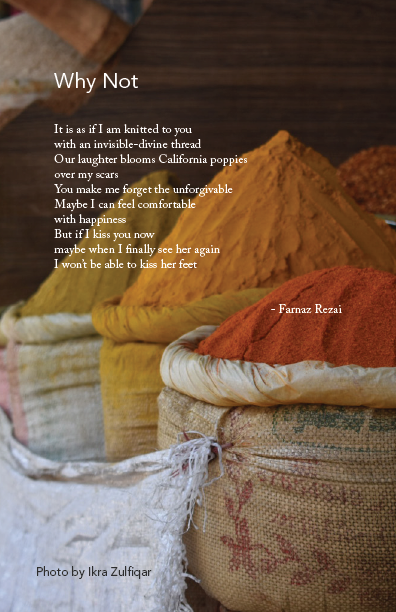 Why Not
It is as if I am knitted to you
with an invisible-divine thread
Our laughter blooms California poppies
over my scars
You make me forget the unforgivable
Maybe I can feel comfortable
with happiness
But if I kiss you now
maybe when I finally see her again
I won't be able to kiss her feet
- Farnaz Rezai
Photo by Ikra Zulfiqar